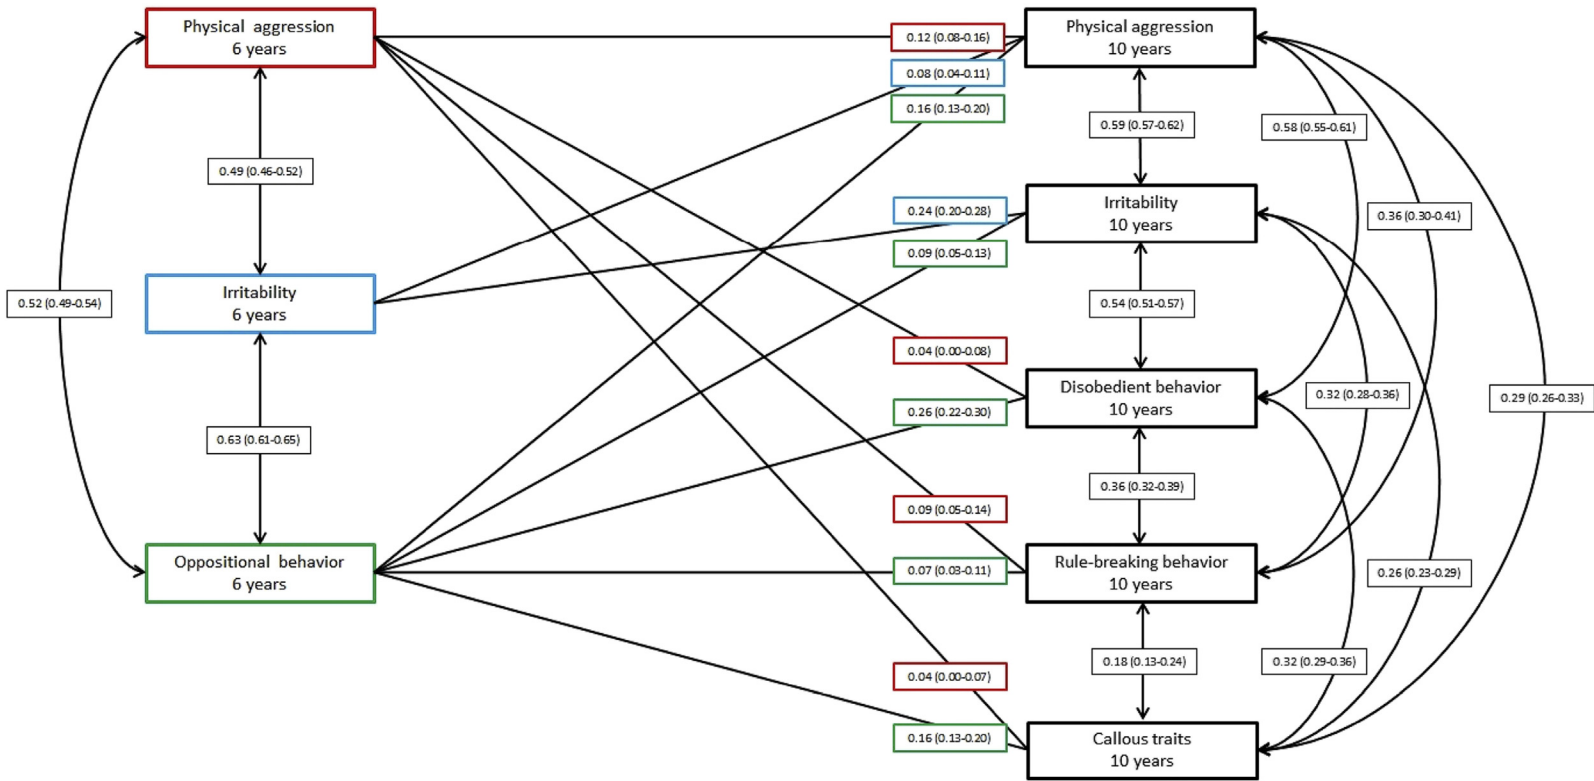 Physical aggression
6 years
0.49 (0.46-0.52)
0.52 (0.49-0.54)
Irritability
6 years
0.63 (0.61-0.65)
Oppositional behavior
6 years
0.12 (0.08-0.16)
0.08 (0.04-0.11)
0.16 (0.13-0.20)
0.24 (0.20-0.28)
0.09 (0.05-0.13)
0.04 (0.00-0.08)
0.26 (0.22-0.30)
0.09 (0.05-0.14)
0.07 (0.03-0.11)
0.04 (0.00-0.07)
0.16 (0.13-0.20)
Physical aggression
10 years
0.59 (0.57-0.62)
Irritability
10 years
0.54 (0.51-0.57)
Disobedient behavior
10 years
0.36 (0.32-0.39)
Rule-breaking behavior
10 years
0.18 (0.13-0.24)
Callous traits
10 years
0.58 (0.55-0.61)
0.36 (0.30-0.41)
0.32 (0.28-0.36)
0.29 (0.26-0.33)
0.26 (0.23-0.29)
0.32 (0.29-0.36)